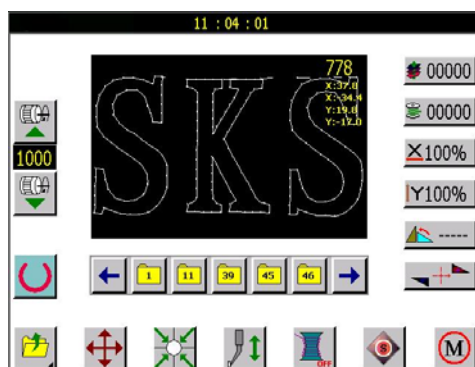 11 : 04 : 01
SKS
778
X:37.8
X:-34.4
Y:19.8
Y:-17.0
00000
1000
00000
X100%
Y100%
-----
1
11
39
45
46
OFF
S
M